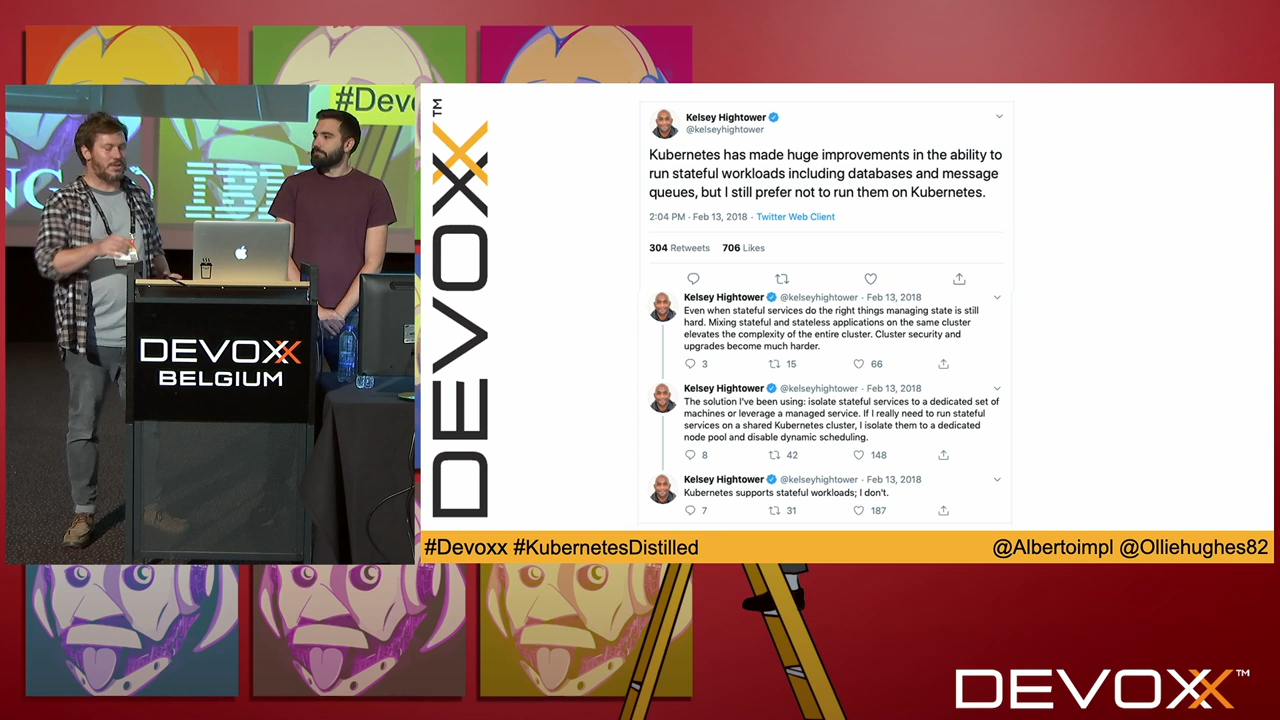 #Devo
NG
IBM
DEVOXX
BELGIUM
DEVOXX™
Kelsey Hightower
@kelseyhightower
Kubernetes has made huge improvements in the ability to
run stateful workloads including databases and message
queues, but I still prefer not to run them on Kubernetes.
2:04 PM · Feb 13, 2018 · Twitter Web Client
304 Retweets 706 Likes
Kelsey Hightower @kelseyhightower · Feb 13, 2018
Even when stateful services do the right things managing state is still
hard. Mixing stateful and stateless applications on the same cluster
elevates the complexity of the entire cluster. Cluster security and
upgrades become much harder.
3 15 66
Kelsey Hightower @kelseyhightower · Feb 13, 2018
The solution I've been using: isolate stateful services to a dedicated set of
machines or leverage a managed service. If I really need to run stateful
services on a shared Kubernetes cluster, I isolate them to a dedicated
node pool and disable dynamic scheduling.
8 42 148
Kelsey Hightower @kelseyhightower · Feb 13, 2018
Kubernetes supports stateful workloads; I don't.
7 31 187
#Devoxx #KubernetesDistilled
@Albertoimpl @Olliehughes82
DEVOXX™